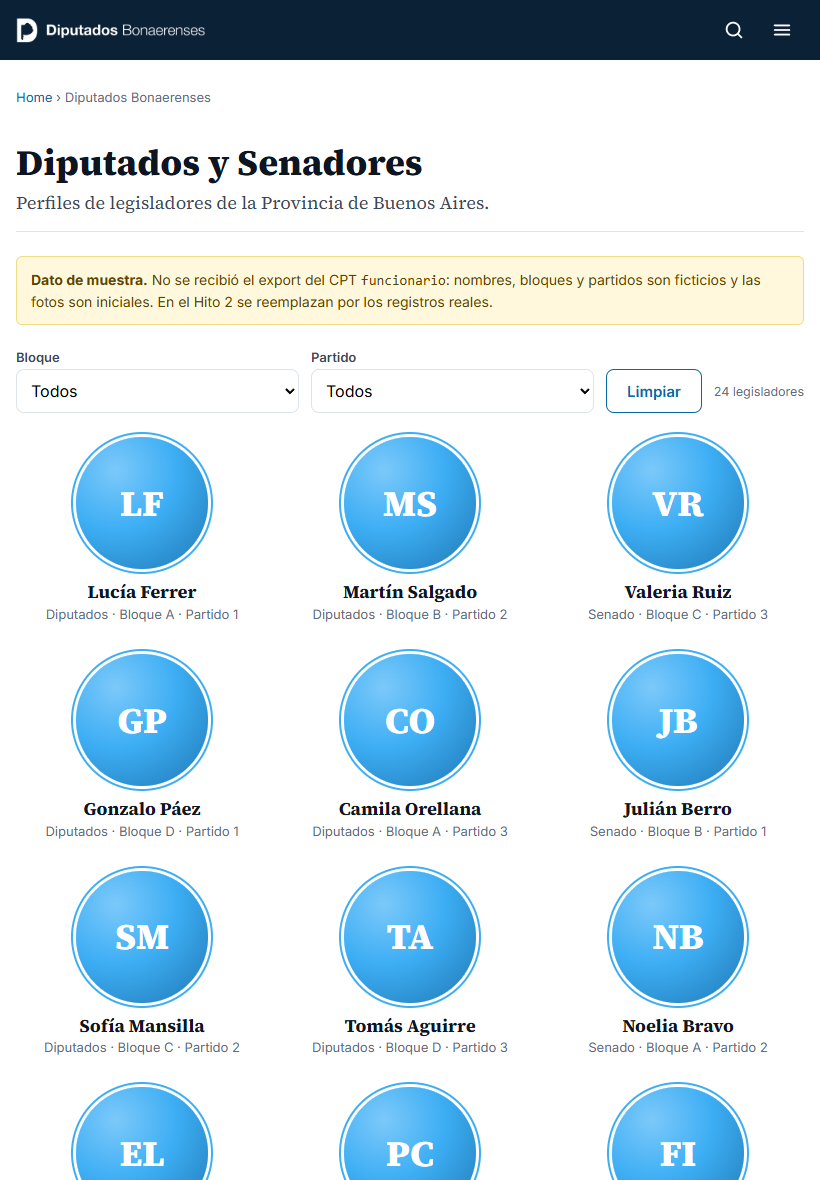 Diputados Bonaerenses
Home › Diputados Bonaerenses
Diputados y Senadores
Perfiles de legisladores de la Provincia de Buenos Aires.
Dato de muestra. No se recibió el export del CPT funcionario: nombres, bloques y partidos son ficticios y las
fotos son iniciales. En el Hito 2 se reemplazan por los registros reales.
Bloque Partido
Todos Todos Limpiar 24 legisladores
LF MS VR
Lucía Ferrer Martín Salgado Valeria Ruiz
Diputados · Bloque A · Partido 1 Diputados · Bloque B · Partido 2 Senado · Bloque C · Partido 3
GP CO JB
Gonzalo Páez Camila Orellana Julián Berro
Diputados · Bloque D · Partido 1 Diputados · Bloque A · Partido 3 Senado · Bloque B · Partido 1
SM TA NB
Sofía Mansilla Tomás Aguirre Noelia Bravo
Diputados · Bloque C · Partido 2 Diputados · Bloque D · Partido 3 Senado · Bloque A · Partido 2
EL PC FI